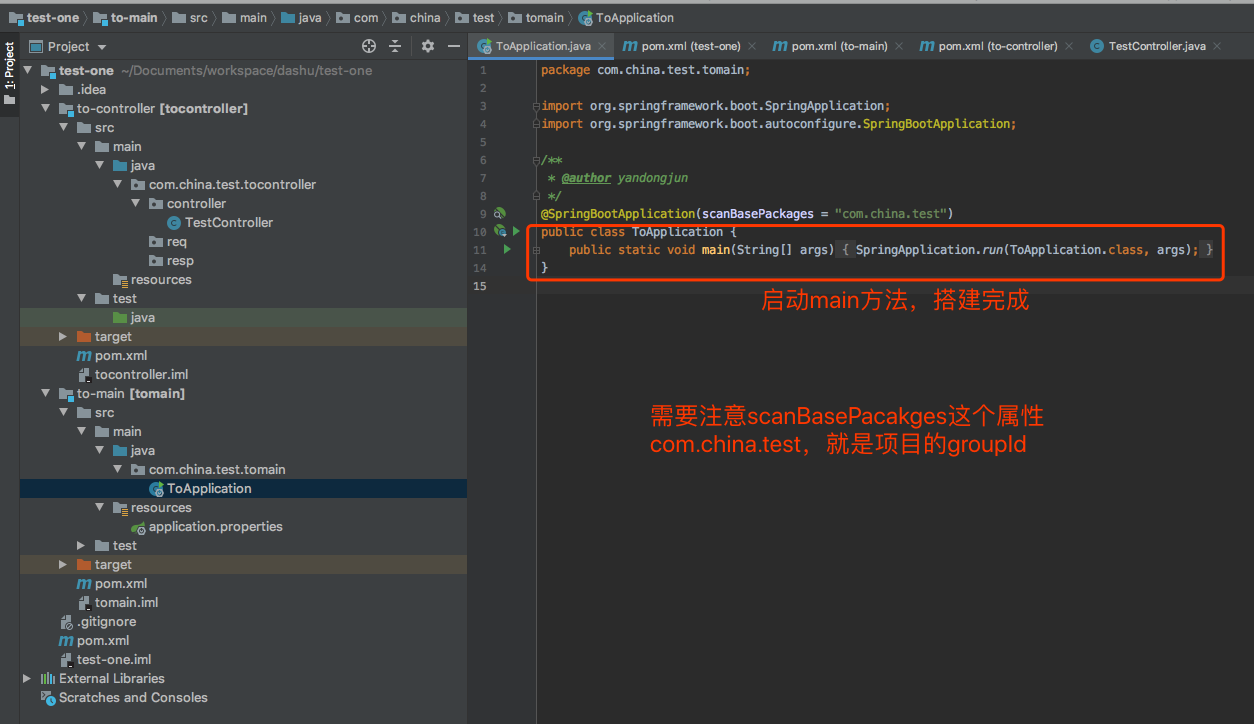 test-one to-main src main java com china test tomain ToApplication
1: Project
Project
ToApplication.java pom.xml (test-one) pom.xml (to-main) pom.xml (to-controller) TestController.java
test-one ~/Documents/workspace/dashu/test-one
.idea
to-controller [tocontroller]
src
main
java
com.china.test.tocontroller
controller
TestController
req
resp
resources
test
java
target
pom.xml
tocontroller.iml
to-main [tomain]
src
main
java
com.china.test.tomain
ToApplication
resources
application.properties
test
target
pom.xml
tomain.iml
.gitignore
pom.xml
test-one.iml
External Libraries
Scratches and Consoles
1 package com.china.test.tomain;
2
3 import org.springframework.boot.SpringApplication;
4 import org.springframework.boot.autoconfigure.SpringBootApplication;
5
6 /**
7 * @author yandongjun
8 */
9 @SpringBootApplication(scanBasePackages = "com.china.test")
10 public class ToApplication {
11 public static void main(String[] args) { SpringApplication.run(ToApplication.class, args); }
14 }
15
启动main方法，搭建完成
需要注意scanBasePacakges这个属性
com.china.test，就是项目的groupId